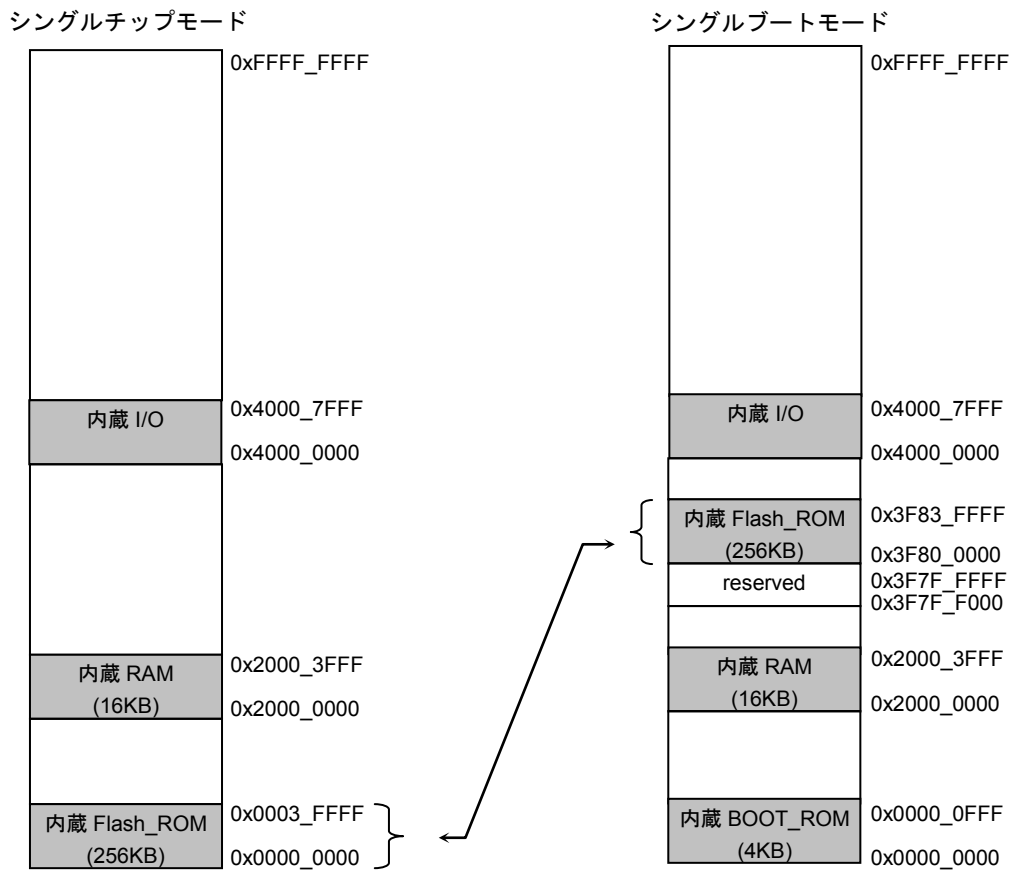 シングルチップモード
0xFFFF_FFFF
内蔵 I/O
0x4000_7FFF
0x4000_0000
内蔵 RAM
(16KB)
0x2000_3FFF
0x2000_0000
内蔵 Flash_ROM
(256KB)
0x0003_FFFF
0x0000_0000
シングルブートモード
0xFFFF_FFFF
内蔵 I/O
0x4000_7FFF
0x4000_0000
内蔵 Flash_ROM
(256KB)
0x3F83_FFFF
0x3F80_0000
reserved
0x3F7F_FFFF
0x3F7F_F000
内蔵 RAM
(16KB)
0x2000_3FFF
0x2000_0000
内蔵 BOOT_ROM
(4KB)
0x0000_0FFF
0x0000_0000